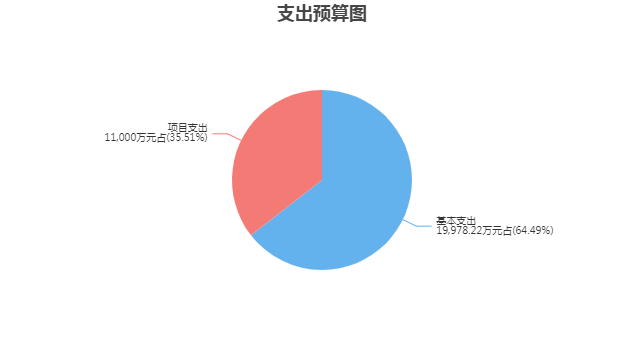 支出预算图
项目支出
11,000万元占(35.51%)
基本支出
19,978.22万元占(64.49%)